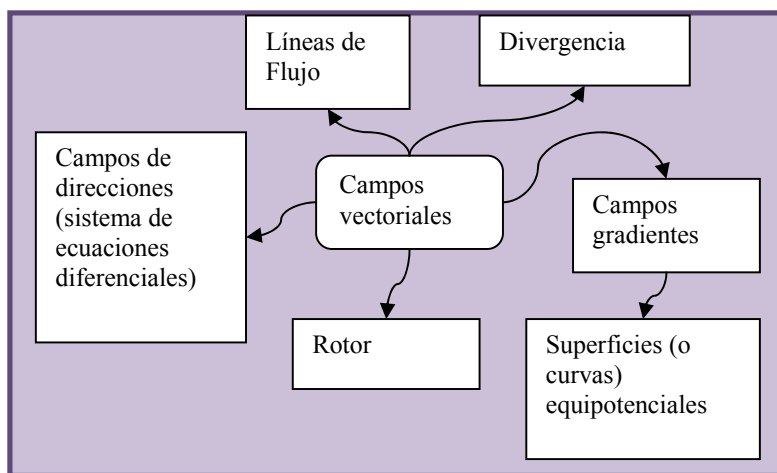 Líneas de
Flujo
Divergencia
Campos de
direcciones
(sistema de
ecuaciones
diferenciales)
Campos
vectoriales
Campos
gradientes
Rotor
Superficies (o
curvas)
equipotenciales